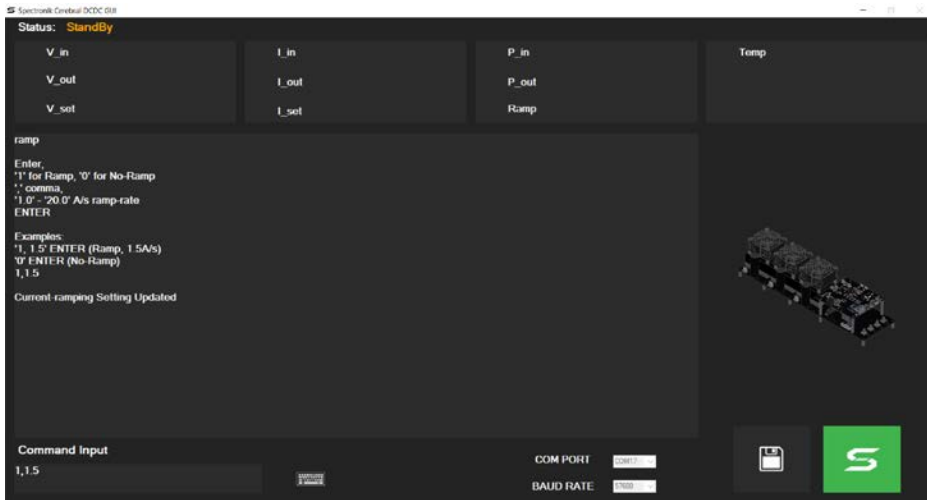 Spectronik Cerebral DCDC GUI
Status: StandBy
V_in
I_in
P_in
Temp
V_out
I_out
P_out
V_set
I_set
Ramp
ramp
Enter,
'1' for Ramp, '0' for No-Ramp
',' comma,
'1.0' - '20.0' A/s ramp-rate
ENTER
Examples:
'1, 1.5' ENTER (Ramp, 1.5A/s)
'0' ENTER (No-Ramp)
1,1.5
Current-ramping Setting Updated
Command Input
1,1.5
COM PORT
BAUD RATE 57600